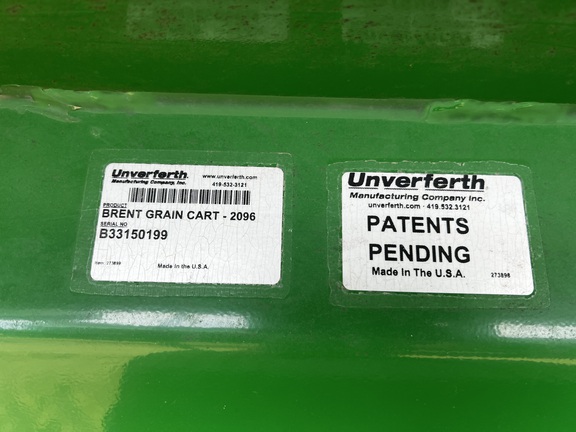 Unverferth
Manufacturing Company, Inc.
www.unverferth.com
419.532.3121
PRODUCT
BRENT GRAIN CART - 2096
SERIAL NO
B33150199
Made in the U.S.A.
Unverferth
Manufacturing Company Inc.
unverferth.com · 419.532.3121
PATENTS
PENDING
Made In The U.S.A.
273898